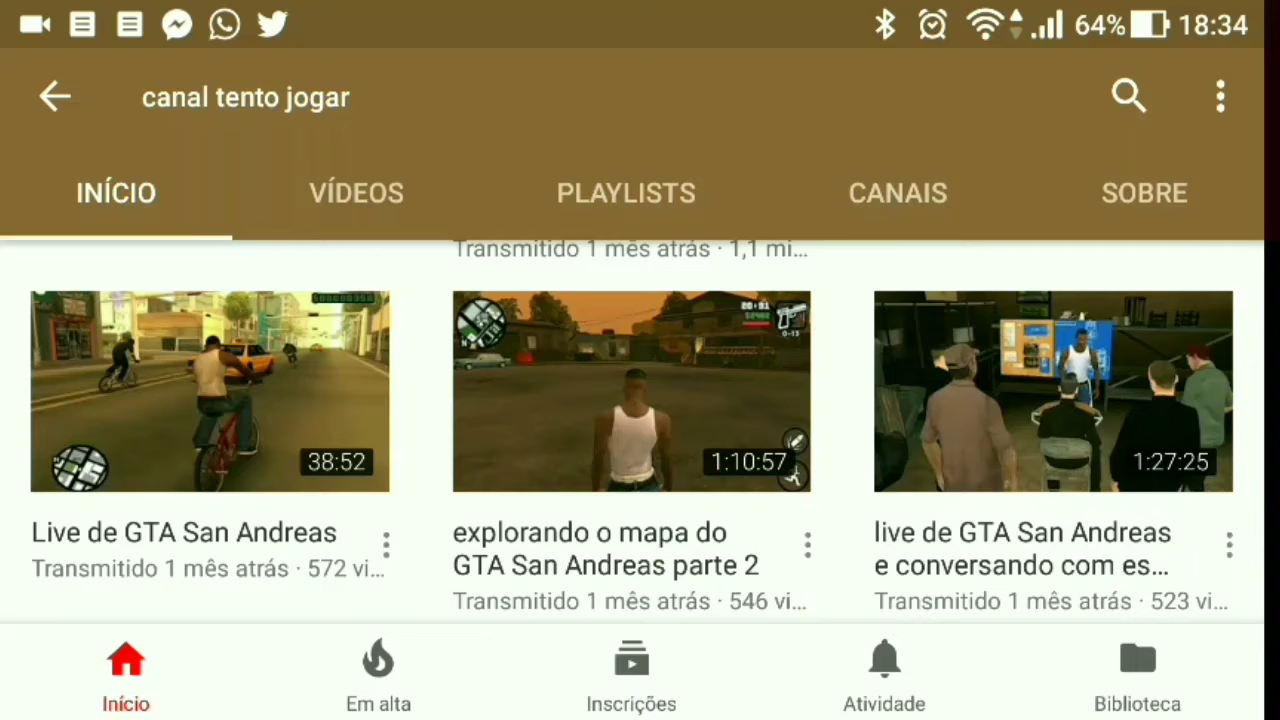 64% 18:34
canal tento jogar
INÍCIO VÍDEOS PLAYLISTS CANAIS SOBRE
Transmitido 1 mês atrás · 1,1 mi...
38:52
1:10:57
1:27:25
Live de GTA San Andreas
Transmitido 1 mês atrás · 572 vi...
explorando o mapa do
GTA San Andreas parte 2
Transmitido 1 mês atrás · 546 vi...
live de GTA San Andreas
e conversando com es...
Transmitido 1 mês atrás · 523 vi...
Início Em alta Inscrições Atividade Biblioteca